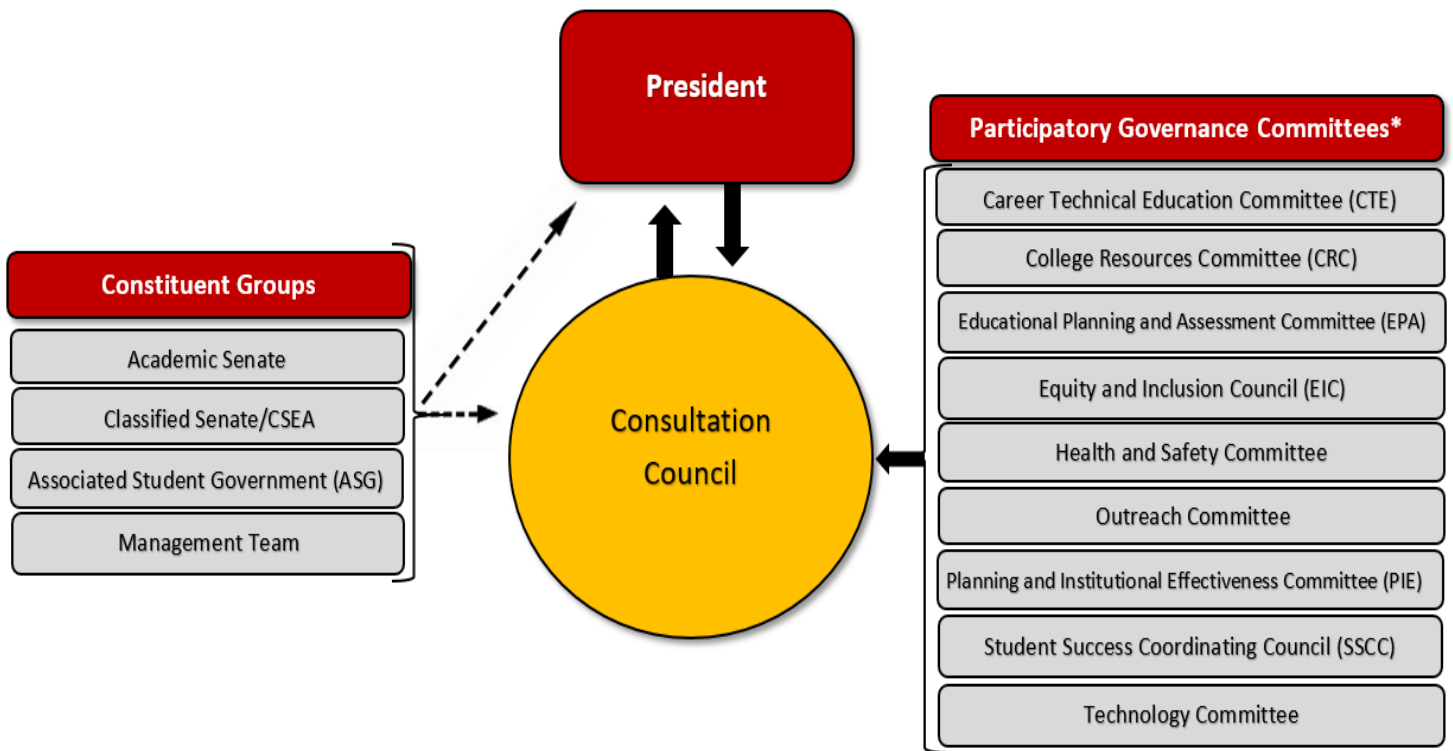 President
Constituent Groups
Academic Senate
Classified Senate/CSEA
Associated Student Government (ASG)
Management Team
Consultation
Council
Participatory Governance Committees*
Career Technical Education Committee (CTE)
College Resources Committee (CRC)
Educational Planning and Assessment Committee (EPA)
Equity and Inclusion Council (EIC)
Health and Safety Committee
Outreach Committee
Planning and Institutional Effectiveness Committee (PIE)
Student Success Coordinating Council (SSCC)
Technology Committee